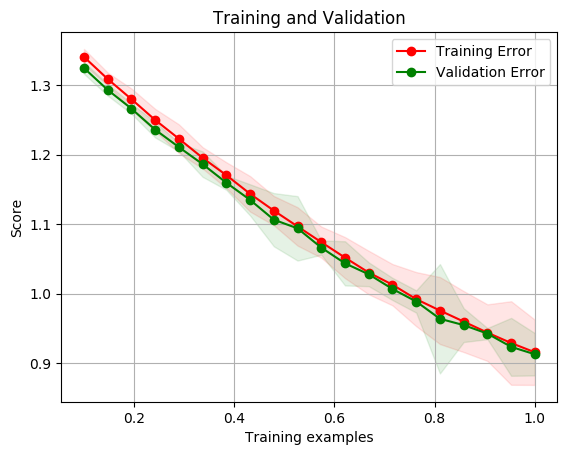 Training and Validation
Training Error
Validation Error
1.3
1.2
1.1
1.0
0.9
Score
0.2
0.4
0.6
0.8
1.0
Training examples